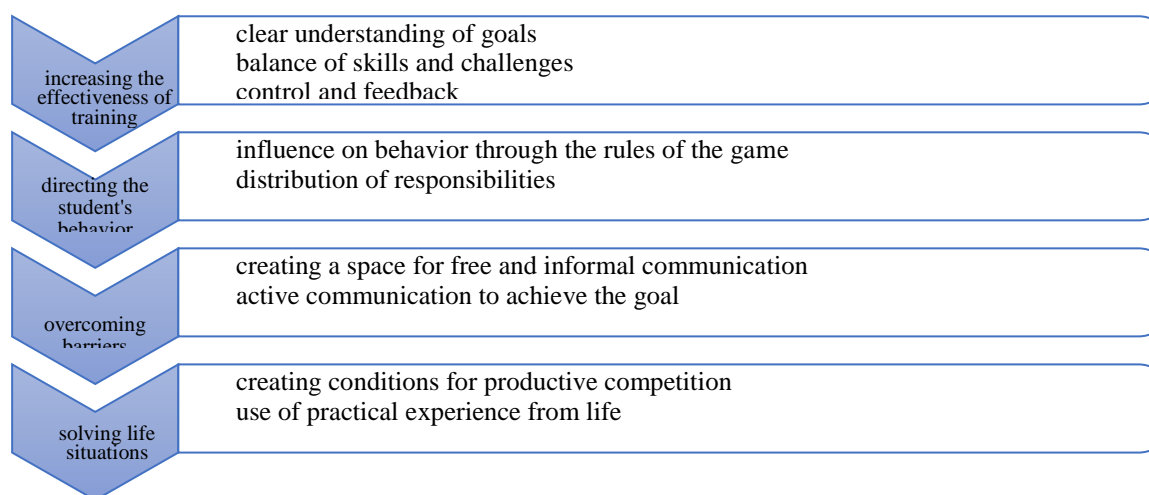 increasing the
effectiveness of
training
clear understanding of goals
balance of skills and challenges
control and feedback
directing the
student's
behavior
influence on behavior through the rules of the game
distribution of responsibilities
overcoming
barriers
creating a space for free and informal communication
active communication to achieve the goal
solving life
situations
creating conditions for productive competition
use of practical experience from life